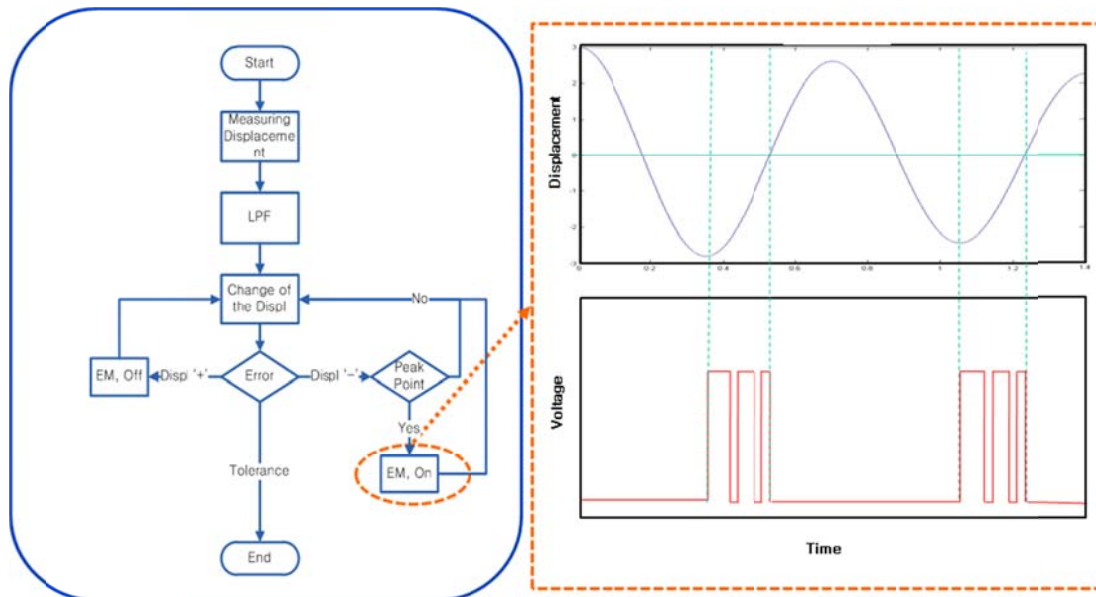 Start
Measuring
Displaceme
nt
LPF
Change of
the Displ
No
EM, Off
Displ '+'
Error
Displ '-'
Peak
Point
Yes
EM, On
Tolerance
End
Displacement
3
2
1
0
-1
-2
-3
0
0.2
0.4
0.6
0.8
1
1.2
1.4
Voltage
Time